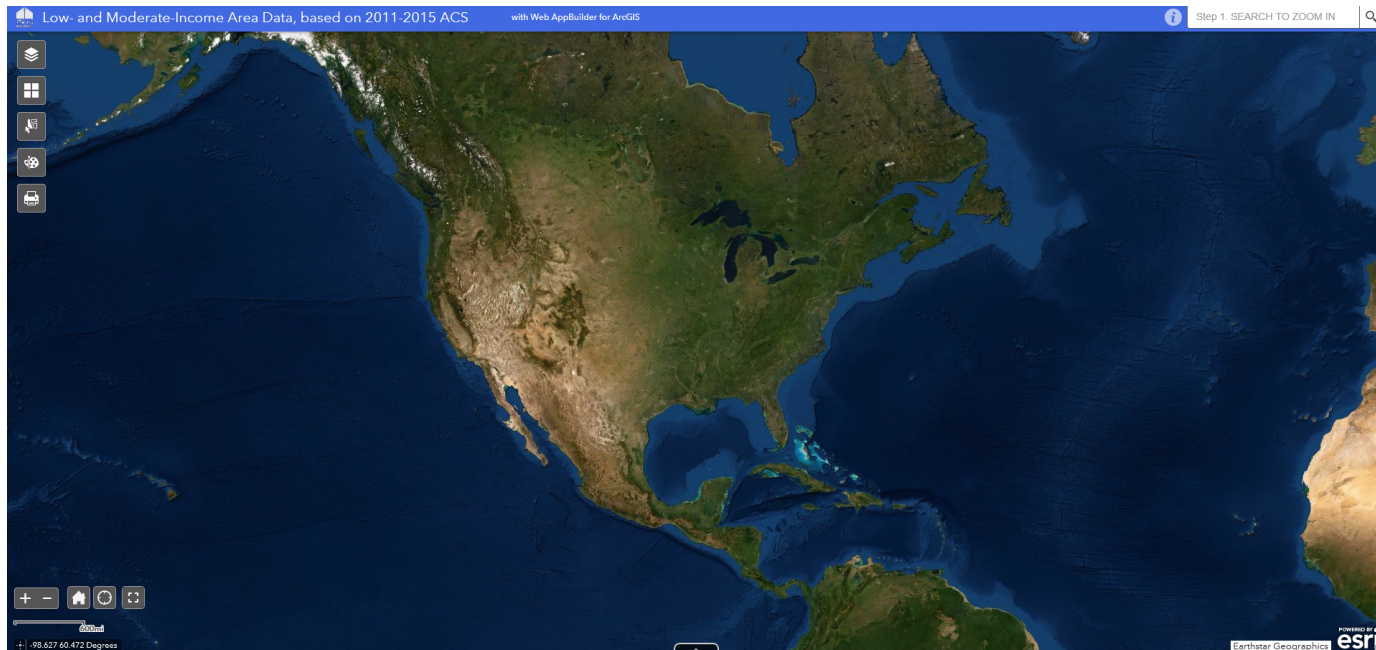 Low- and Moderate-Income Area Data, based on 2011-2015 ACS
with Web AppBuilder for ArcGIS
i
Step 1. SEARCH TO ZOOM IN
+ −
600mi
-98.627 60.472 Degrees
Earthstar Geographics
POWERED BY
esri